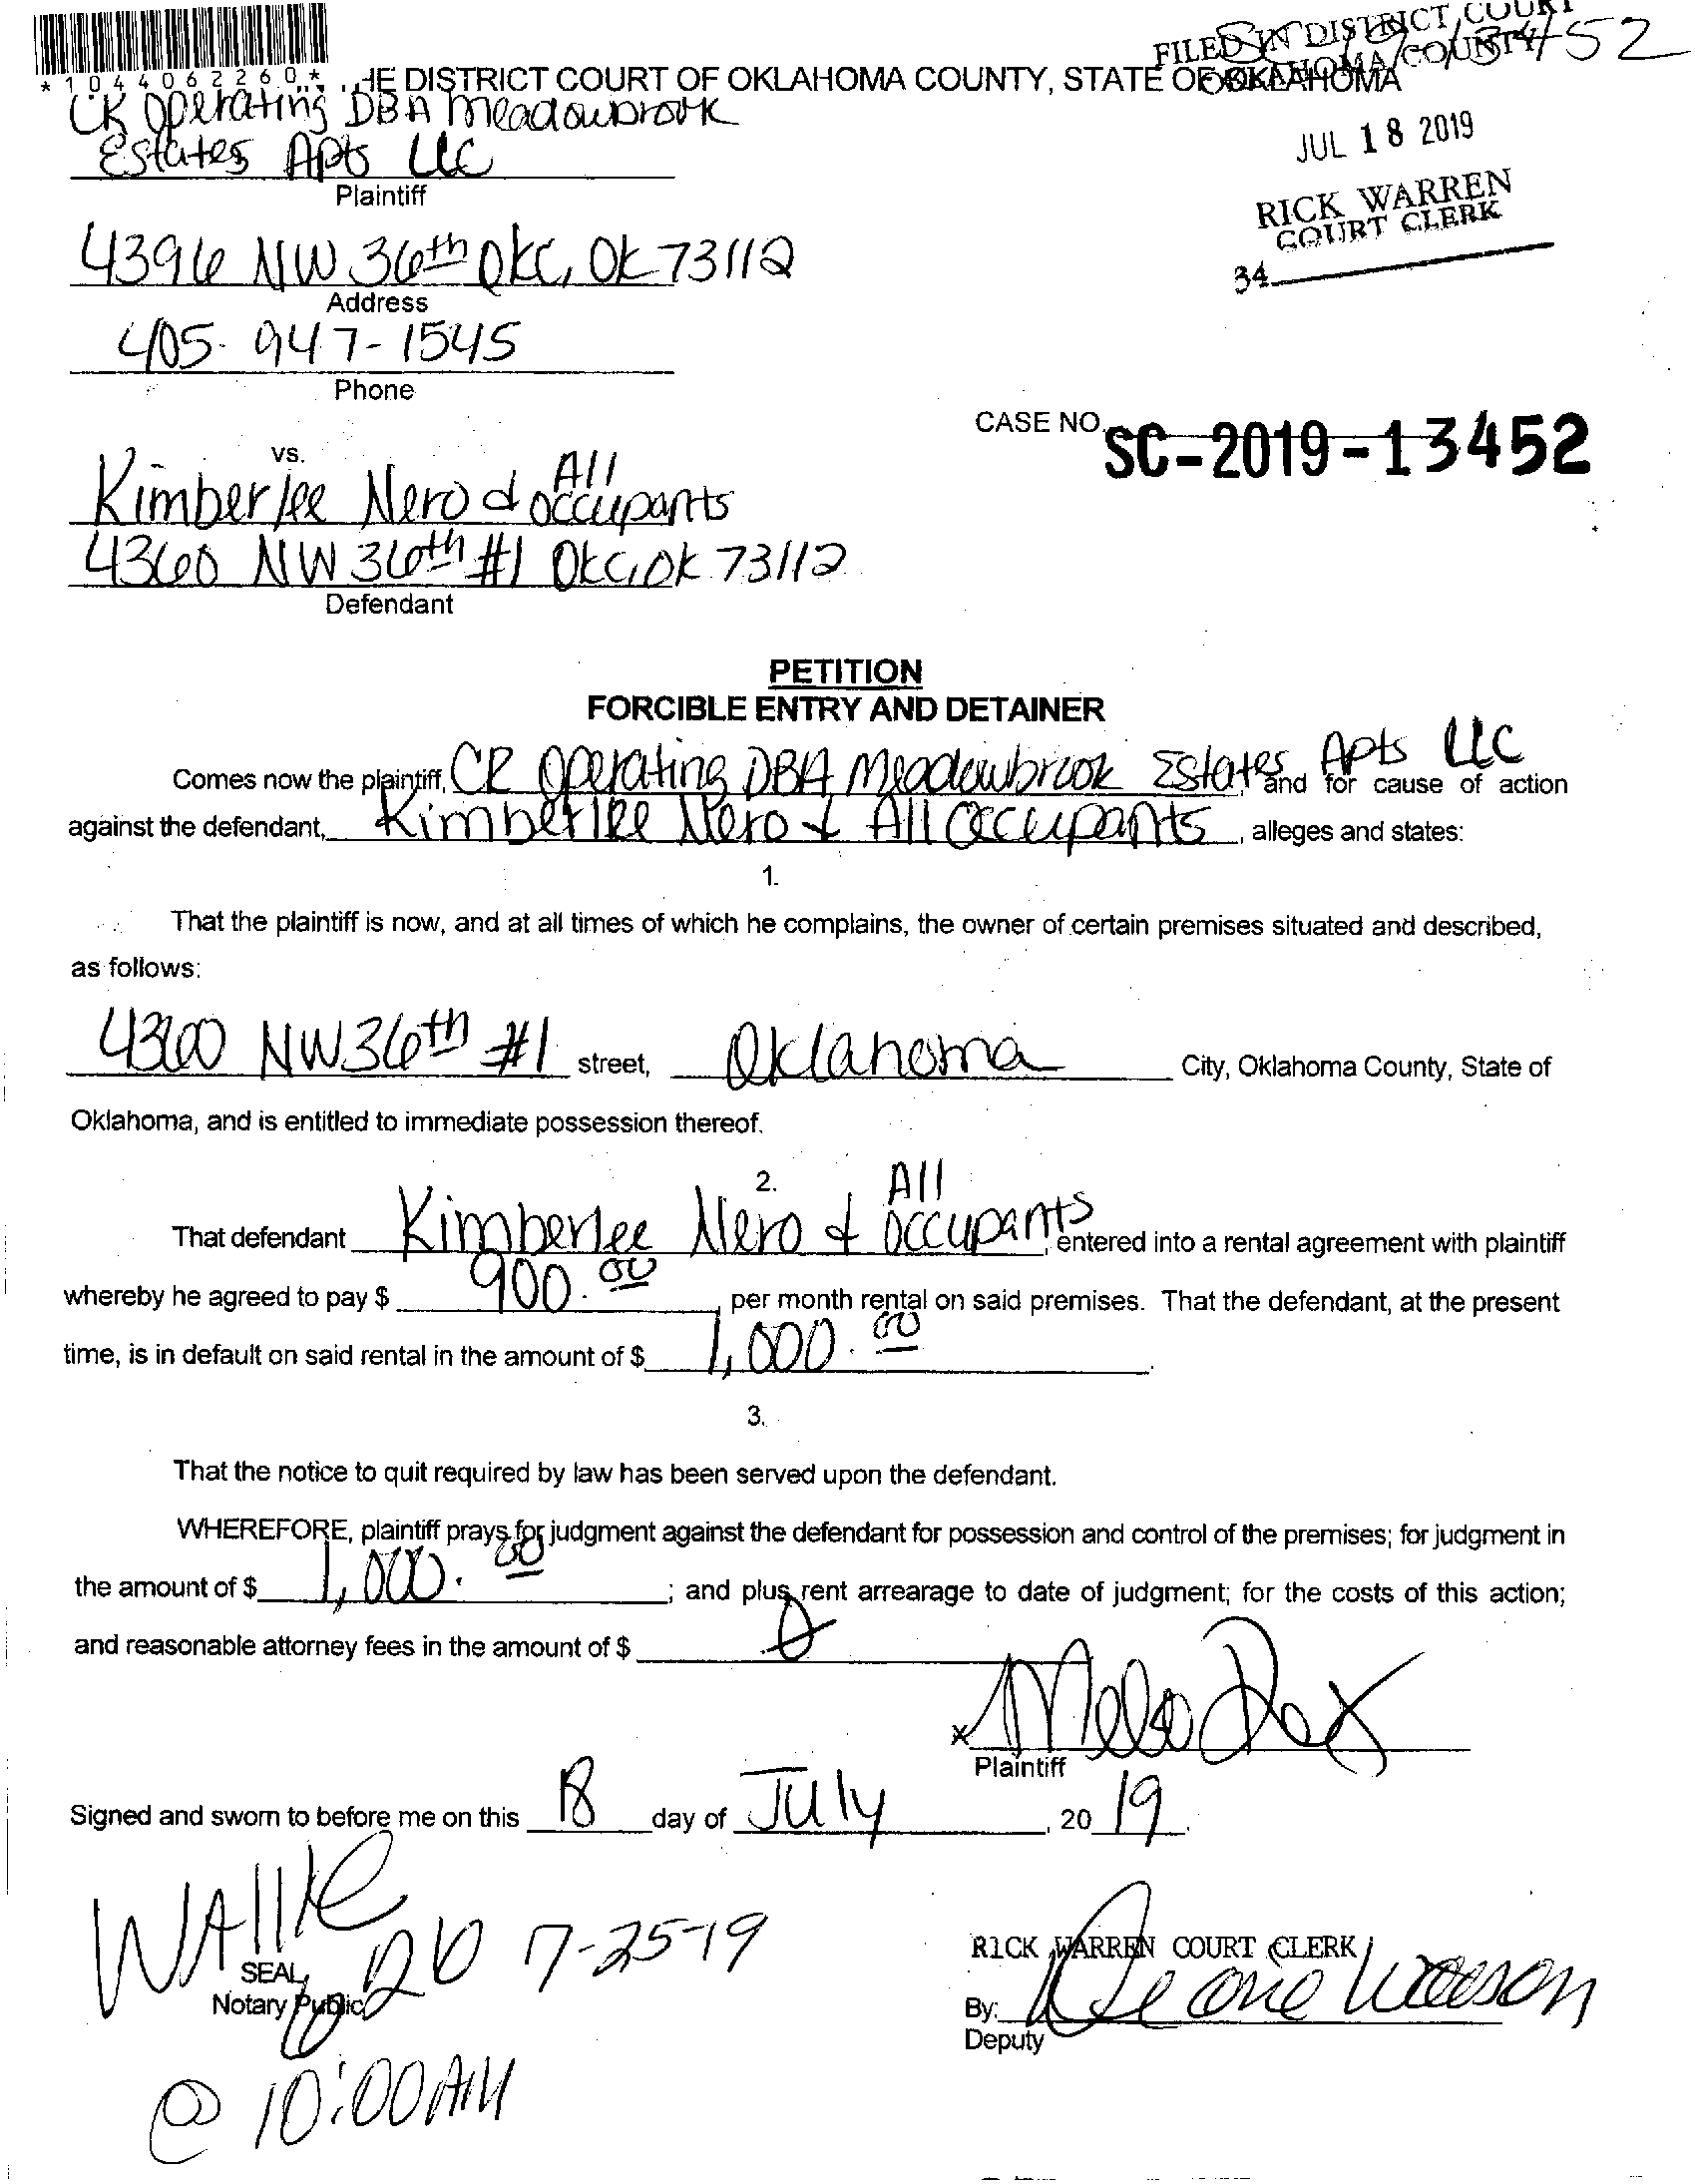 FILED IN DISTRICT COURT
OKLAHOMA COUNTY
SC-19-13452
*1044062260*
HE DISTRICT COURT OF OKLAHOMA COUNTY, STATE OF OKLAHOMA
JUL 18 2019
RICK WARREN
COURT CLERK
34
CR Operating DBA Meadowbrook
Estates Apts LLC
Plaintiff
4396 NW 36th OKC, OK 73112
Address
405-947-1545
Phone
CASE NO. SC-2019-13452
vs.
Kimberlee Nero & All occupants
4360 NW 36th #1 OKC, OK 73112
Defendant
PETITION
FORCIBLE ENTRY AND DETAINER
Comes now the plaintiff, CR Operating DBA Meadowbrook Estates Apts LLC, and for cause of action
against the defendant, Kimberlee Nero & All Occupants, alleges and states:
1.
That the plaintiff is now, and at all times of which he complains, the owner of certain premises situated and described,
as follows:
4360 NW 36th #1 street, Oklahoma City, Oklahoma County, State of
Oklahoma, and is entitled to immediate possession thereof.
2.
That defendant Kimberlee Nero & All occupants, entered into a rental agreement with plaintiff
whereby he agreed to pay $ 900.00, per month rental on said premises. That the defendant, at the present
time, is in default on said rental in the amount of $ 1,000.00.
3.
That the notice to quit required by law has been served upon the defendant.
WHEREFORE, plaintiff prays for judgment against the defendant for possession and control of the premises; for judgment in
the amount of $ 1,000.00; and plus rent arrearage to date of judgment; for the costs of this action;
and reasonable attorney fees in the amount of $ 0
x
Plaintiff
Signed and sworn to before me on this 18 day of July, 20 19.
SEAL
Notary Public
7-25-19
@ 10:00 AM
RICK WARREN COURT CLERK
By:
Deputy